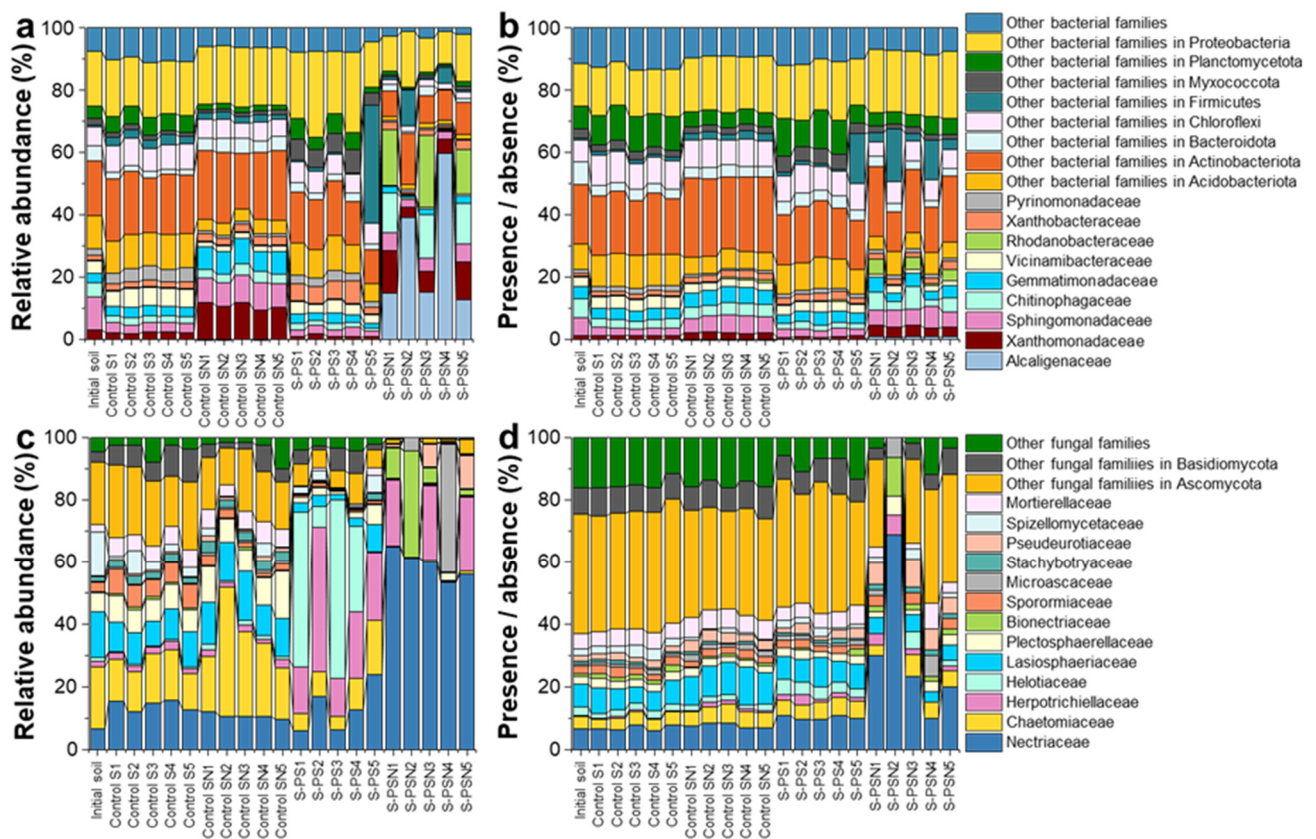 a
Relative abundance (%)
100
80
60
40
20
0
Initial soil
Control S1
Control S2
Control S3
Control S4
Control S5
Control SN1
Control SN2
Control SN3
Control SN4
Control SN5
S-PS1
S-PS2
S-PS3
S-PS4
S-PS5
S-PSN1
S-PSN2
S-PSN3
S-PSN4
S-PSN5
b
Presence / absence (%)
100
80
60
40
20
0
Initial soil
Control S1
Control S2
Control S3
Control S4
Control S5
Control SN1
Control SN2
Control SN3
Control SN4
Control SN5
S-PS1
S-PS2
S-PS3
S-PS4
S-PS5
S-PSN1
S-PSN2
S-PSN3
S-PSN4
S-PSN5
Other bacterial families
Other bacterial families in Proteobacteria
Other bacterial families in Planctomycetota
Other bacterial families in Myxococcota
Other bacterial families in Firmicutes
Other bacterial families in Chloroflexi
Other bacterial families in Bacteroidota
Other bacterial families in Actinobacteriota
Other bacterial families in Acidobacteriota
Pyrinomonadaceae
Xanthobacteraceae
Rhodanobacteraceae
Vicinamibacteraceae
Gemmatimonadaceae
Chitinophagaceae
Sphingomonadaceae
Xanthomonadaceae
Alcaligenaceae
c
Relative abundance (%)
100
80
60
40
20
0
Initial soil
Control S1
Control S2
Control S3
Control S4
Control S5
Control SN1
Control SN2
Control SN3
Control SN4
Control SN5
S-PS1
S-PS2
S-PS3
S-PS4
S-PS5
S-PSN1
S-PSN2
S-PSN3
S-PSN4
S-PSN5
d
Presence / absence (%)
100
80
60
40
20
0
Initial soil
Control S1
Control S2
Control S3
Control S4
Control S5
Control SN1
Control SN2
Control SN3
Control SN4
Control SN5
S-PS1
S-PS2
S-PS3
S-PS4
S-PS5
S-PSN1
S-PSN2
S-PSN3
S-PSN4
S-PSN5
Other fungal families
Other fungal familiies in Basidiomycota
Other fungal familiies in Ascomycota
Mortierellaceae
Spizellomycetaceae
Pseudeurotiaceae
Stachybotryaceae
Microascaceae
Sporormiaceae
Bionectriaceae
Plectosphaerellaceae
Lasiosphaeriaceae
Helotiaceae
Herpotrichiellaceae
Chaetomiaceae
Nectriaceae